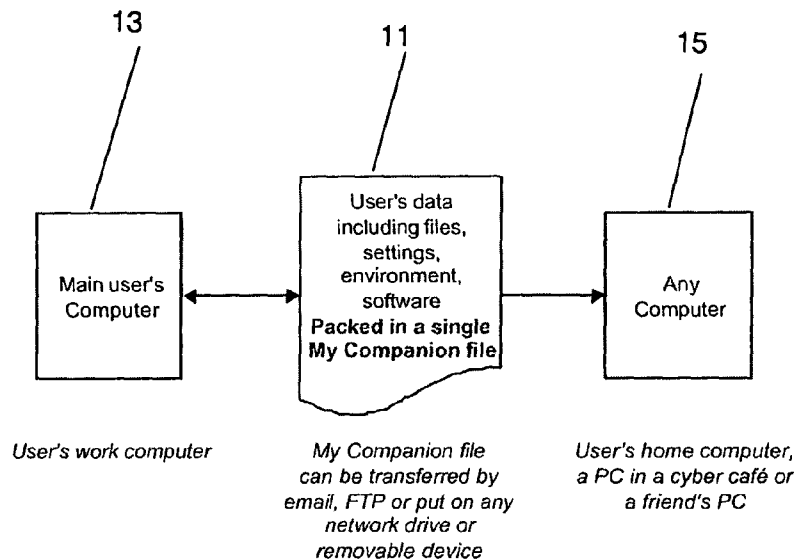 13
11
15
Main user's
Computer
User's data
including files,
settings,
environment,
software
Packed in a single
My Companion file
Any
Computer
User's work computer
My Companion file
can be transferred by
email, FTP or put on any
network drive or
removable device
User's home computer,
a PC in a cyber café or
a friend's PC